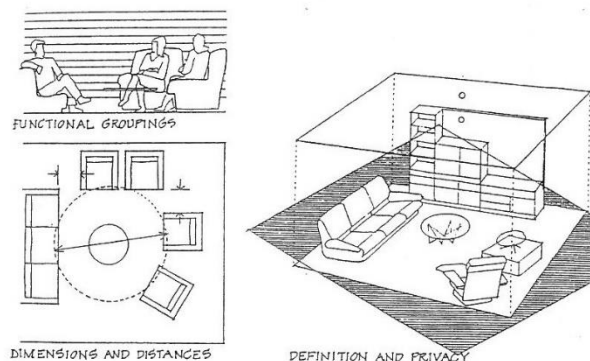 FUNCTIONAL GROUPINGS
DIMENSIONS AND DISTANCES
DEFINITION AND PRIVACY